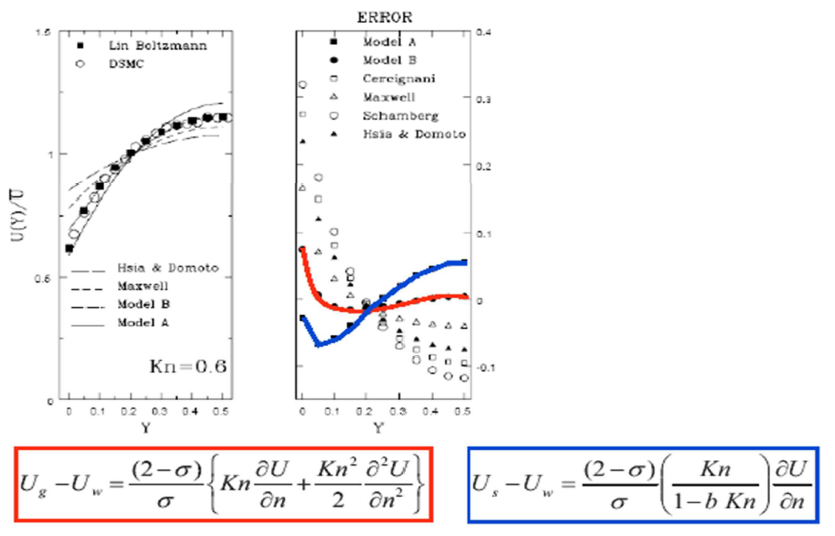 1.5
1
0.5
0
U(Y)/U̅
Lin Boltzmann
DSMC
Hsia & Domoto
Maxwell
Model B
Model A
Kn=0.6
0 0.1 0.2 0.3 0.4 0.5
Y
ERROR
Model A
Model B
Cercignani
Maxwell
Schamberg
Hsia & Domoto
0.4
0.3
0.2
0.1
0
-0.1
0 0.1 0.2 0.3 0.4 0.5
Y
U_g − U_w = (2−σ)/σ {Kn ∂U/∂n + Kn²/2 ∂²U/∂n²}
U_s − U_w = (2−σ)/σ (Kn/(1−b Kn)) ∂U/∂n